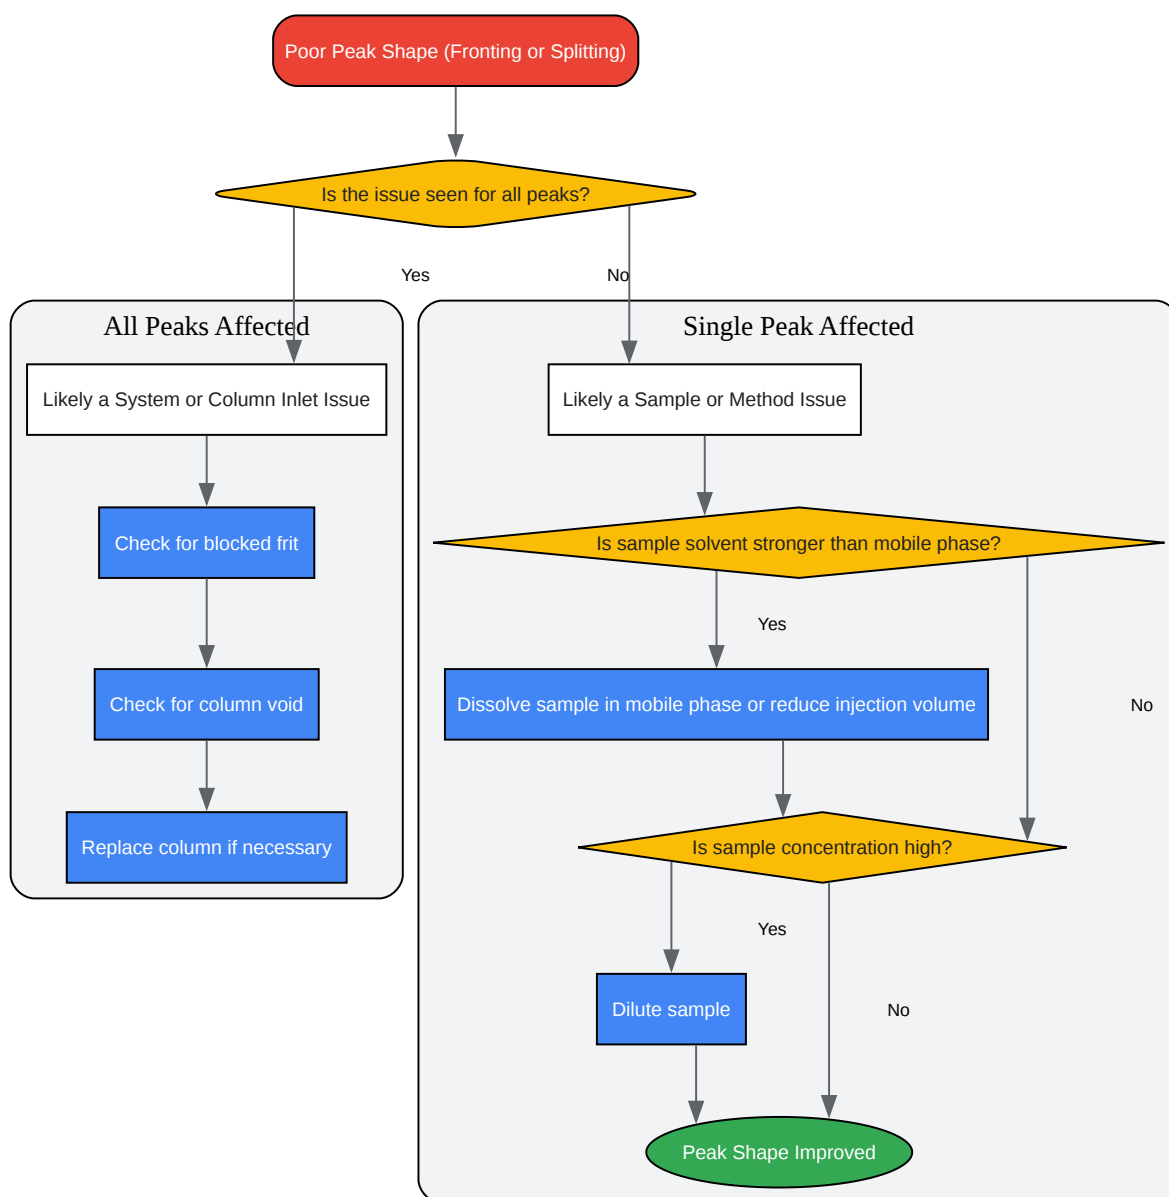 Poor Peak Shape (Fronting or Splitting)
Is the issue seen for all peaks?
Yes
No
All Peaks Affected
Likely a System or Column Inlet Issue
Check for blocked frit
Check for column void
Replace column if necessary
Single Peak Affected
Likely a Sample or Method Issue
Is sample solvent stronger than mobile phase?
Yes
Dissolve sample in mobile phase or reduce injection volume
No
Is sample concentration high?
Yes
Dilute sample
No
Peak Shape Improved